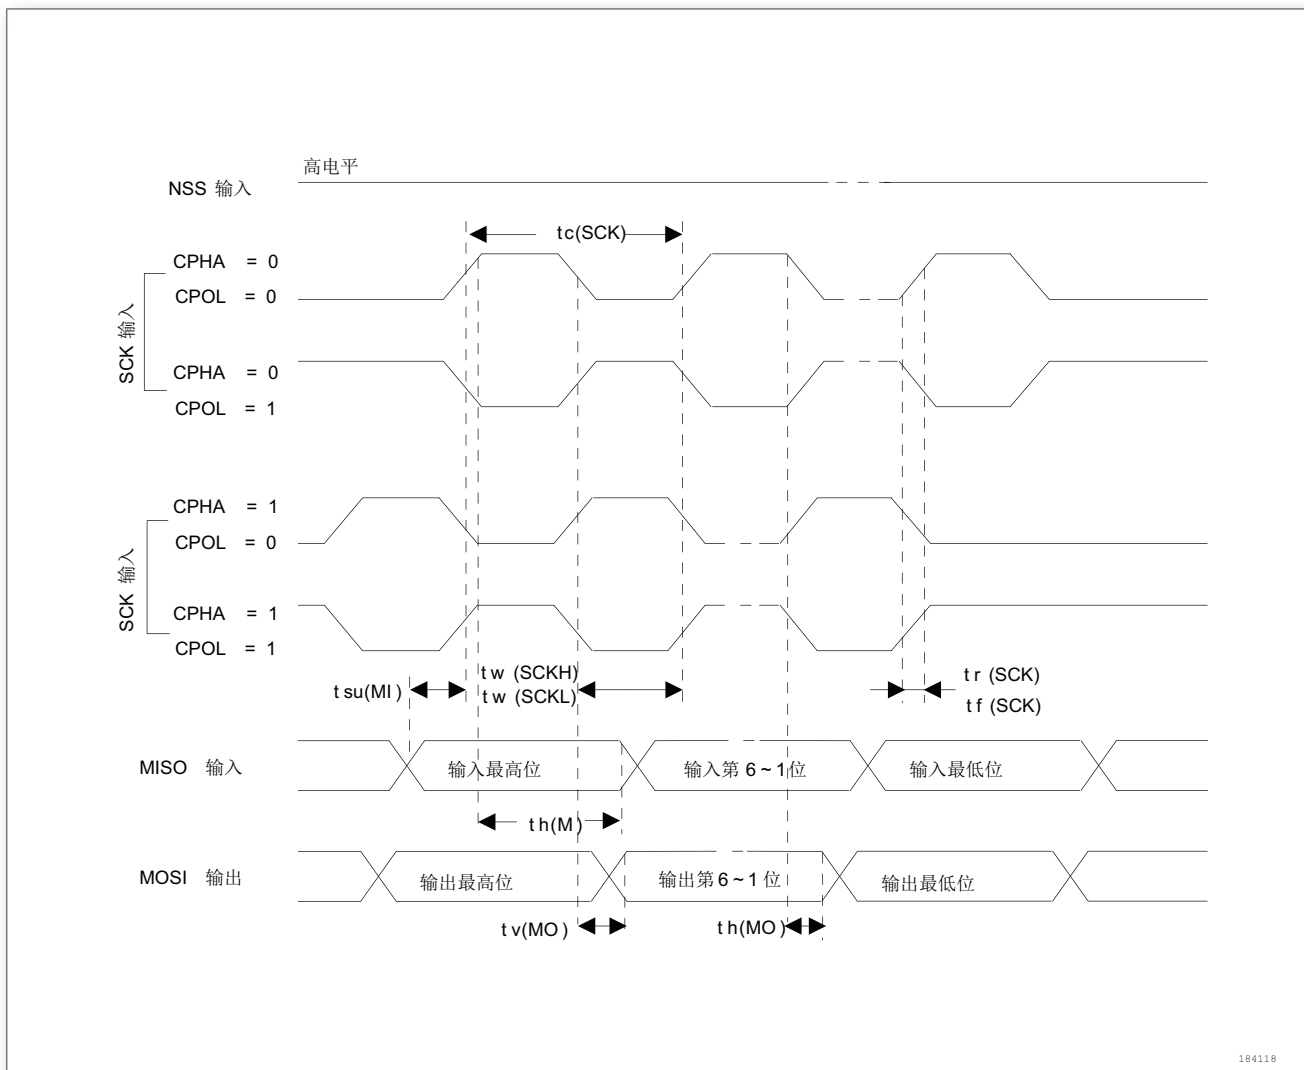 高电平
NSS 输入
tc(SCK)
CPHA = 0
CPOL = 0
SCK 输入
CPHA = 0
CPOL = 1
CPHA = 1
CPOL = 0
SCK 输入
CPHA = 1
CPOL = 1
tsu(MI)
tw (SCKH)
tw (SCKL)
tr (SCK)
tf (SCK)
MISO 输入
输入最高位
输入第 6~1位
输入最低位
th(M)
MOSI 输出
输出最高位
输出第 6~1 位
输出最低位
tv(MO)
th(MO)
184118